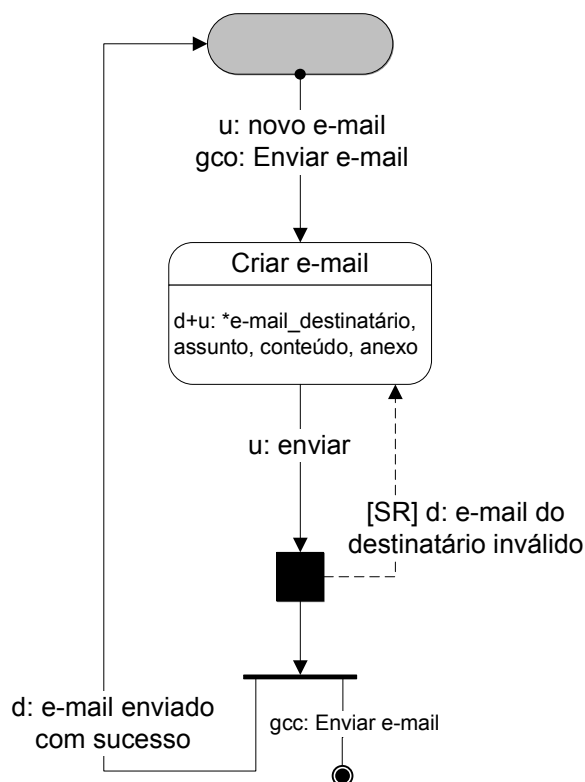 u: novo e-mail
gco: Enviar e-mail
Criar e-mail
d+u: *e-mail_destinatário,
assunto, conteúdo, anexo
u: enviar
[SR] d: e-mail do
destinatário inválido
d: e-mail enviado
com sucesso
gcc: Enviar e-mail